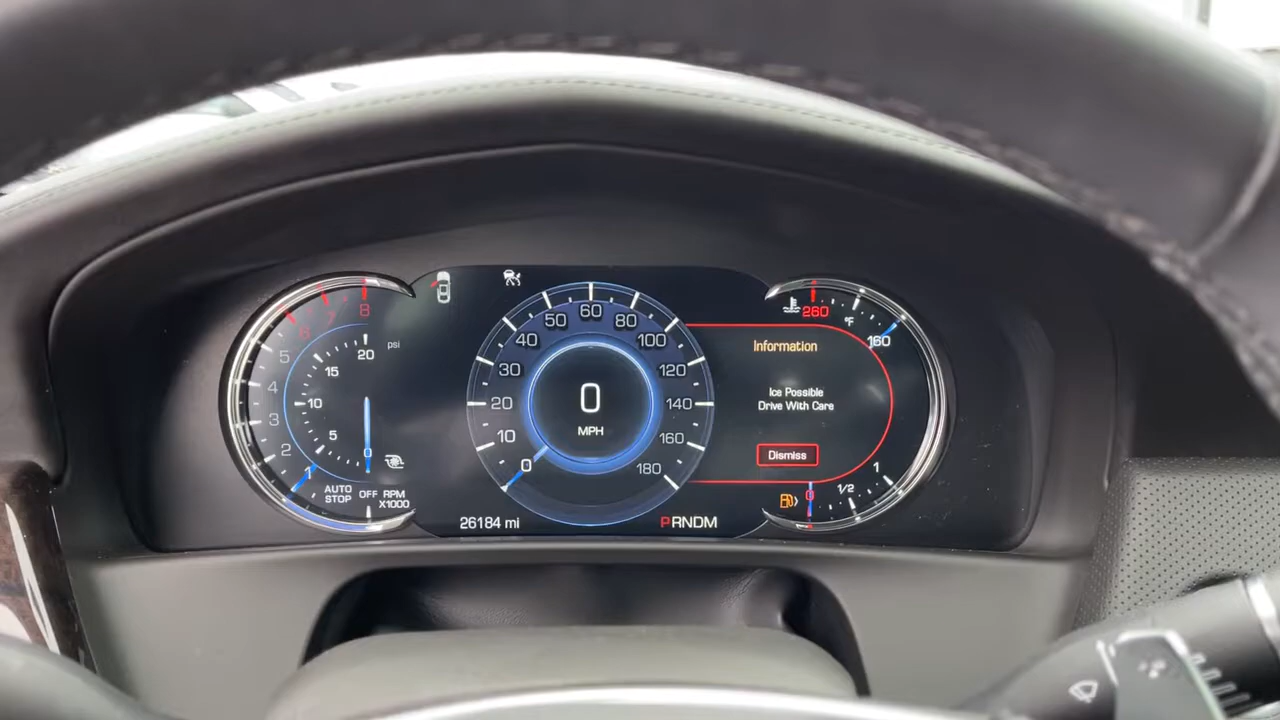 8
7
6
5
4
3
2
1
20
psi
15
10
5
0
AUTO
STOP
OFF
RPM
X1000
60
50
80
40
100
30
120
20
140
10
160
0
180
0
MPH
26184 mi
PRNDM
260
°F
160
Information
Ice Possible
Drive With Care
Dismiss
0
1/2
1